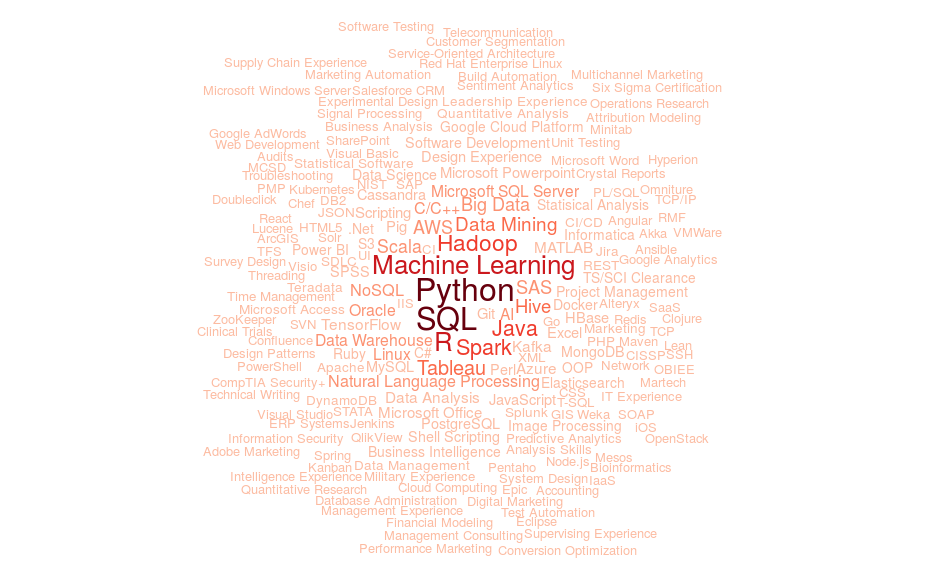 Software Testing
Telecommunication
Customer Segmentation
Service-Oriented Architecture
Supply Chain Experience
Red Hat Enterprise Linux
Marketing Automation
Build Automation
Multichannel Marketing
Microsoft Windows Server
Salesforce CRM
Sentiment Analytics
Six Sigma Certification
Experimental Design
Leadership Experience
Operations Research
Signal Processing
Quantitative Analysis
Attribution Modeling
Business Analysis
Google Cloud Platform
Minitab
Google AdWords
Web Development
SharePoint
Software Development
Unit Testing
Audits
Visual Basic
Design Experience
Microsoft Word
Hyperion
MCSD
Statistical Software
Troubleshooting
Data Science
Microsoft Powerpoint
Crystal Reports
PMP
Kubernetes
NIST
SAP
Microsoft SQL Server
PL/SQL
Omniture
Doubleclick
Chef
DB2
Cassandra
C/C++
Big Data
Statisical Analysis
TCP/IP
React
JSON
Scripting
Lucene
HTML5
.Net
Pig
AWS
Data Mining
CI/CD
Angular
RMF
ArcGIS
Solr
S3
Scala
CI
Hadoop
Informatica
Akka
VMWare
TFS
Power BI
UI
MATLAB
Jira
Ansible
Survey Design
Visio
SDLC
Machine Learning
REST
Google Analytics
Threading
SPSS
TS/SCI Clearance
Teradata
NoSQL
Python
SAS
Project Management
Time Management
Microsoft Access
Oracle
IIS
SQL
Git
AI
Hive
Docker
Alteryx
SaaS
ZooKeeper
SVN
TensorFlow
Java
Go
HBase
Redis
Clojure
Clinical Trials
Excel
Marketing
TCP
Confluence
Data Warehouse
R
Spark
Kafka
PHP
Maven
Lean
Design Patterns
Ruby
Linux
C#
XML
MongoDB
CISSP
SSH
PowerShell
Apache
MySQL
Tableau
Perl
Azure
OOP
Network
OBIEE
CompTIA Security+
Natural Language Processing
Elasticsearch
Martech
Technical Writing
DynamoDB
Data Analysis
JavaScript
CSS
T-SQL
IT Experience
Visual Studio
STATA
Microsoft Office
Splunk
GIS
Weka
SOAP
ERP Systems
Jenkins
PostgreSQL
Image Processing
iOS
Information Security
QlikView
Shell Scripting
Predictive Analytics
OpenStack
Adobe Marketing
Spring
Business Intelligence
Analysis Skills
Mesos
Kanban
Data Management
Pentaho
Node.js
Bioinformatics
Intelligence Experience
Military Experience
System Design
IaaS
Quantitative Research
Cloud Computing
Epic
Accounting
Database Administration
Digital Marketing
Management Experience
Test Automation
Financial Modeling
Eclipse
Management Consulting
Supervising Experience
Performance Marketing
Conversion Optimization